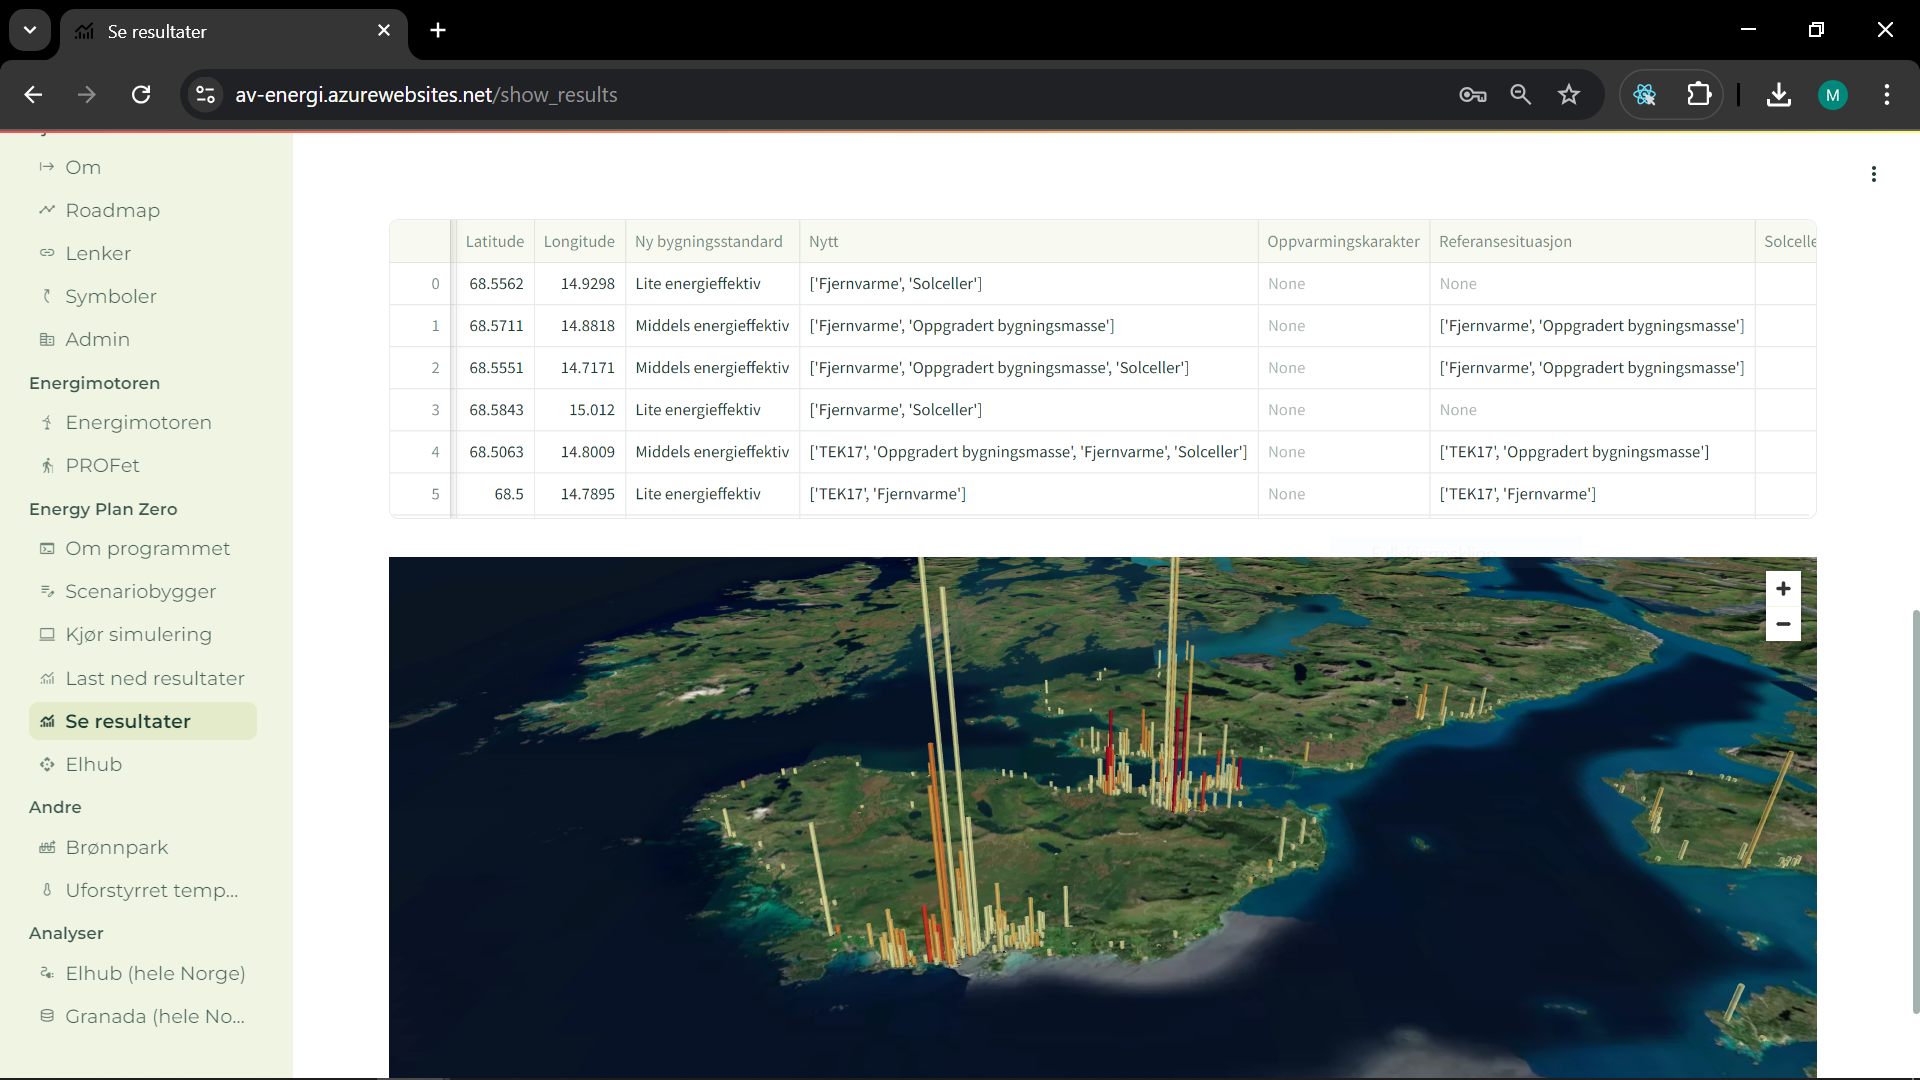 Se resultater
av-energi.azurewebsites.net/show_results
M
Om
Roadmap
Lenker
Symboler
Admin
Energimotoren
Energimotoren
PROFet
Energy Plan Zero
Om programmet
Scenariobygger
Kjør simulering
Last ned resultater
Se resultater
Elhub
Andre
Brønnpark
Uforstyrret temp...
Analyser
Elhub (hele Norge)
Granada (hele No...
Latitude Longitude Ny bygningsstandard Nytt Oppvarmingskarakter Referansesituasjon Solcelle
0 68.5562 14.9298 Lite energieffektiv ['Fjernvarme', 'Solceller'] None None
1 68.5711 14.8818 Middels energieffektiv ['Fjernvarme', 'Oppgradert bygningsmasse'] None ['Fjernvarme', 'Oppgradert bygningsmasse']
2 68.5551 14.7171 Middels energieffektiv ['Fjernvarme', 'Oppgradert bygningsmasse', 'Solceller'] None ['Fjernvarme', 'Oppgradert bygningsmasse']
3 68.5843 15.012 Lite energieffektiv ['Fjernvarme', 'Solceller'] None None
4 68.5063 14.8009 Middels energieffektiv ['TEK17', 'Oppgradert bygningsmasse', 'Fjernvarme', 'Solceller'] None ['TEK17', 'Oppgradert bygningsmasse']
5 68.5 14.7895 Lite energieffektiv ['TEK17', 'Fjernvarme'] None ['TEK17', 'Fjernvarme']
+
−